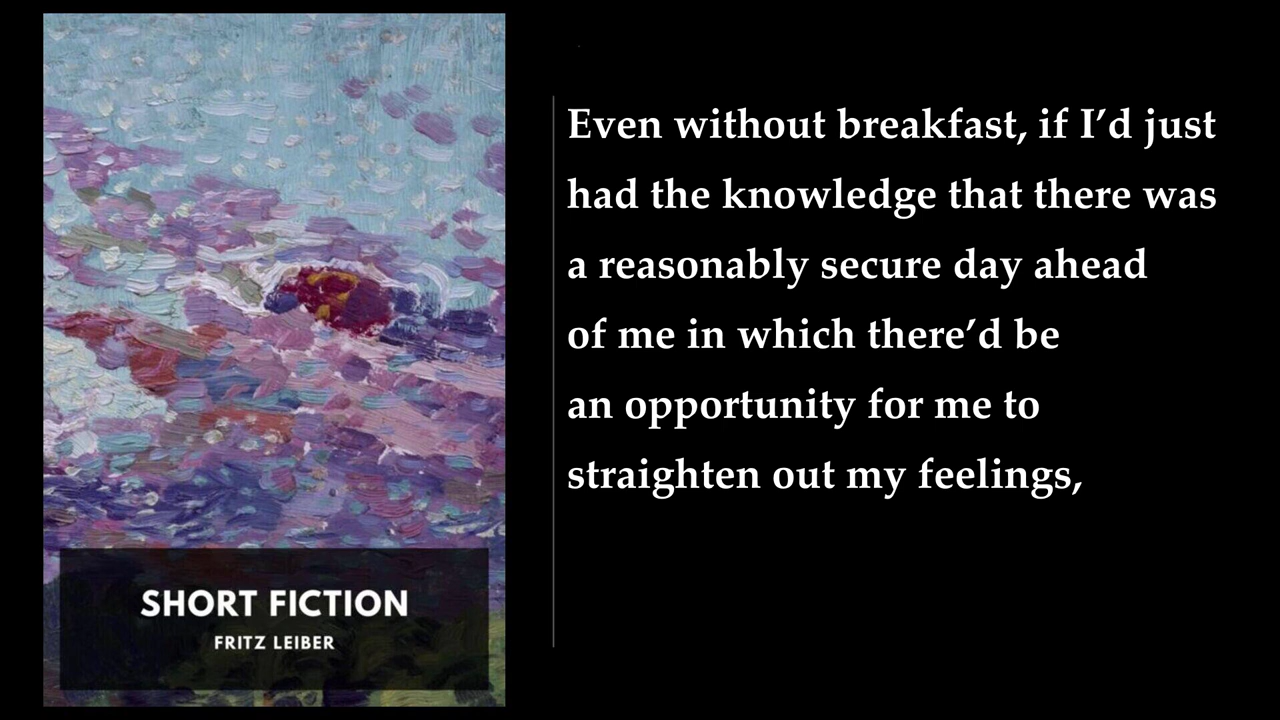 SHORT FICTION
FRITZ LEIBER
Even without breakfast, if I’d just
had the knowledge that there was
a reasonably secure day ahead
of me in which there’d be
an opportunity for me to
straighten out my feelings,